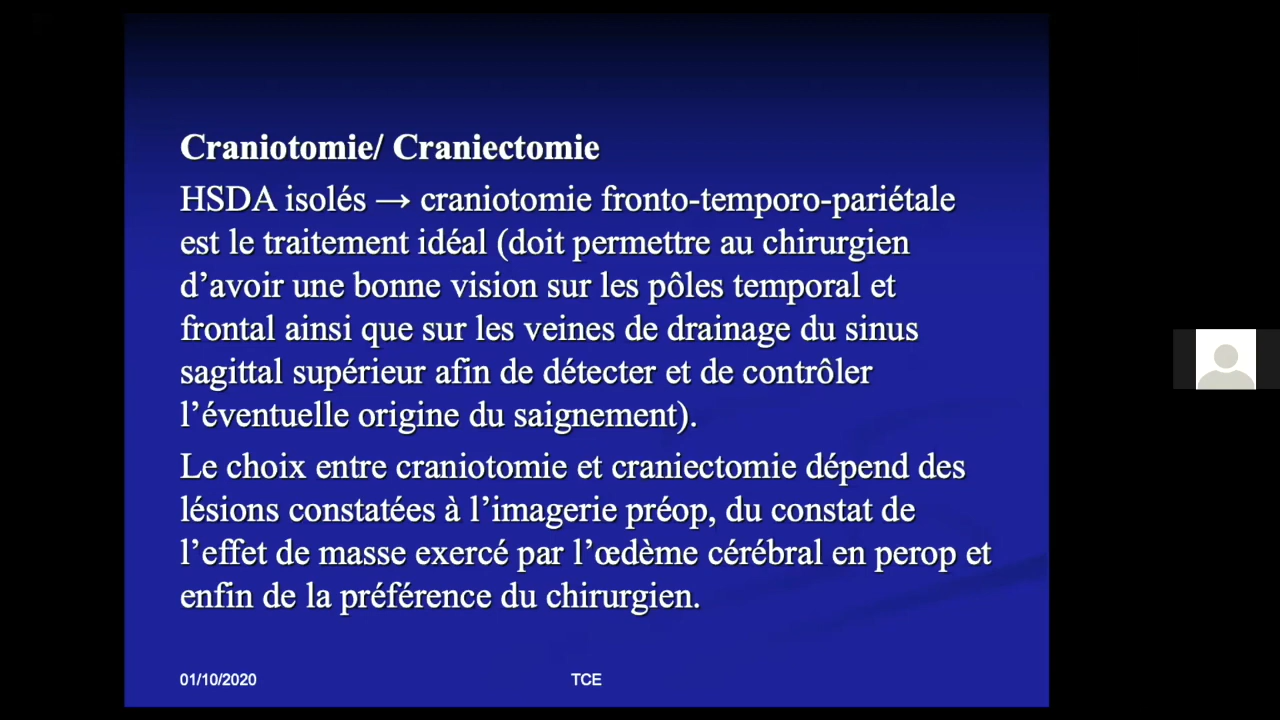 Craniotomie/ Craniectomie
HSDA isolés → craniotomie fronto-temporo-pariétale
est le traitement idéal (doit permettre au chirurgien
d’avoir une bonne vision sur les pôles temporal et
frontal ainsi que sur les veines de drainage du sinus
sagittal supérieur afin de détecter et de contrôler
l’éventuelle origine du saignement).
Le choix entre craniotomie et craniectomie dépend des
lésions constatées à l’imagerie préop, du constat de
l’effet de masse exercé par l’œdème cérébral en perop et
enfin de la préférence du chirurgien.
01/10/2020 TCE